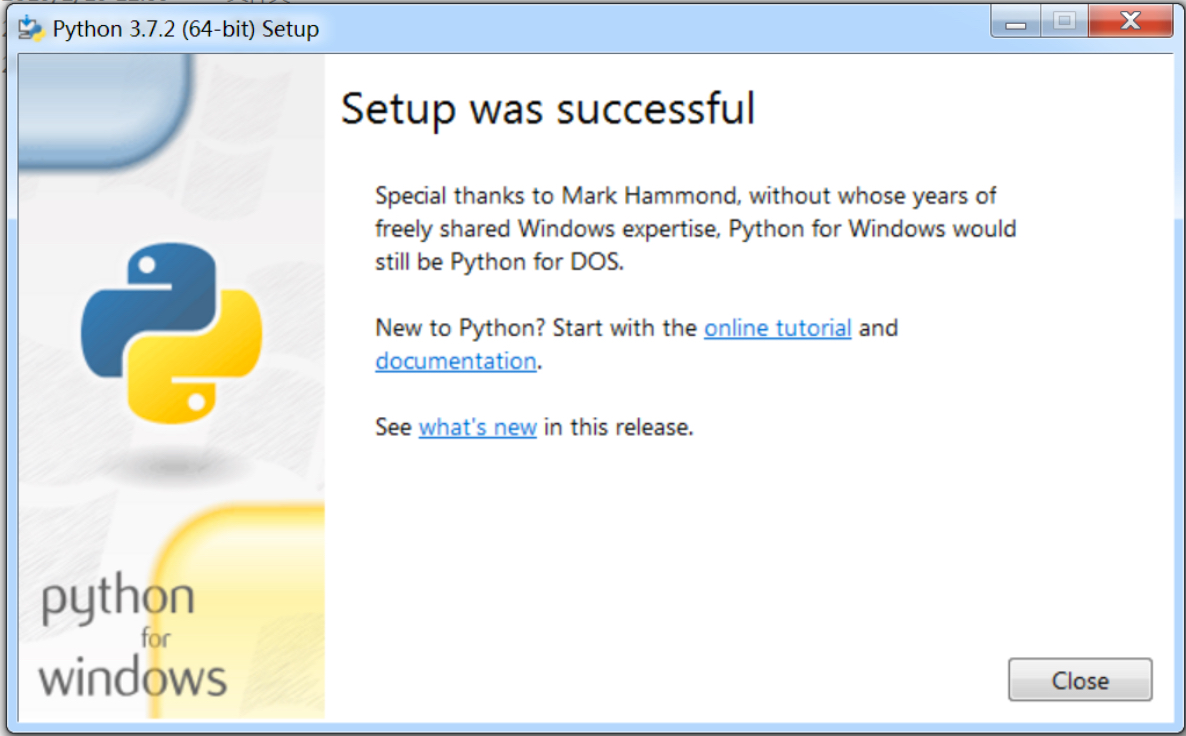 Python 3.7.2 (64-bit) Setup
Setup was successful
Special thanks to Mark Hammond, without whose years of
freely shared Windows expertise, Python for Windows would
still be Python for DOS.
New to Python? Start with the online tutorial and
documentation.
See what's new in this release.
python
for
windows
Close